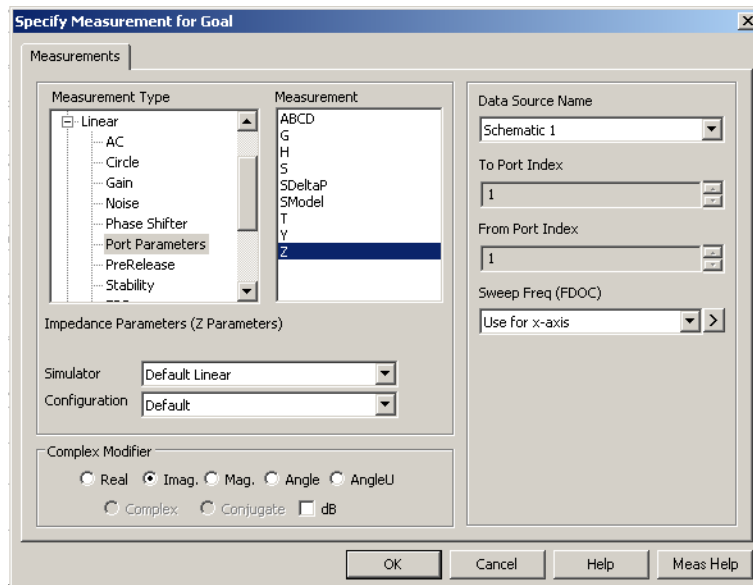 Specify Measurement for Goal
Measurements
Measurement Type
Linear
AC
Circle
Gain
Noise
Phase Shifter
Port Parameters
PreRelease
Stability
Measurement
ABCD
G
H
S
SDeltaP
SModel
T
Y
Z
Impedance Parameters (Z Parameters)
Simulator Default Linear
Configuration Default
Complex Modifier
Real Imag. Mag. Angle AngleU
Complex Conjugate dB
Data Source Name
Schematic 1
To Port Index
1
From Port Index
1
Sweep Freq (FDOC)
Use for x-axis >
OK Cancel Help Meas Help